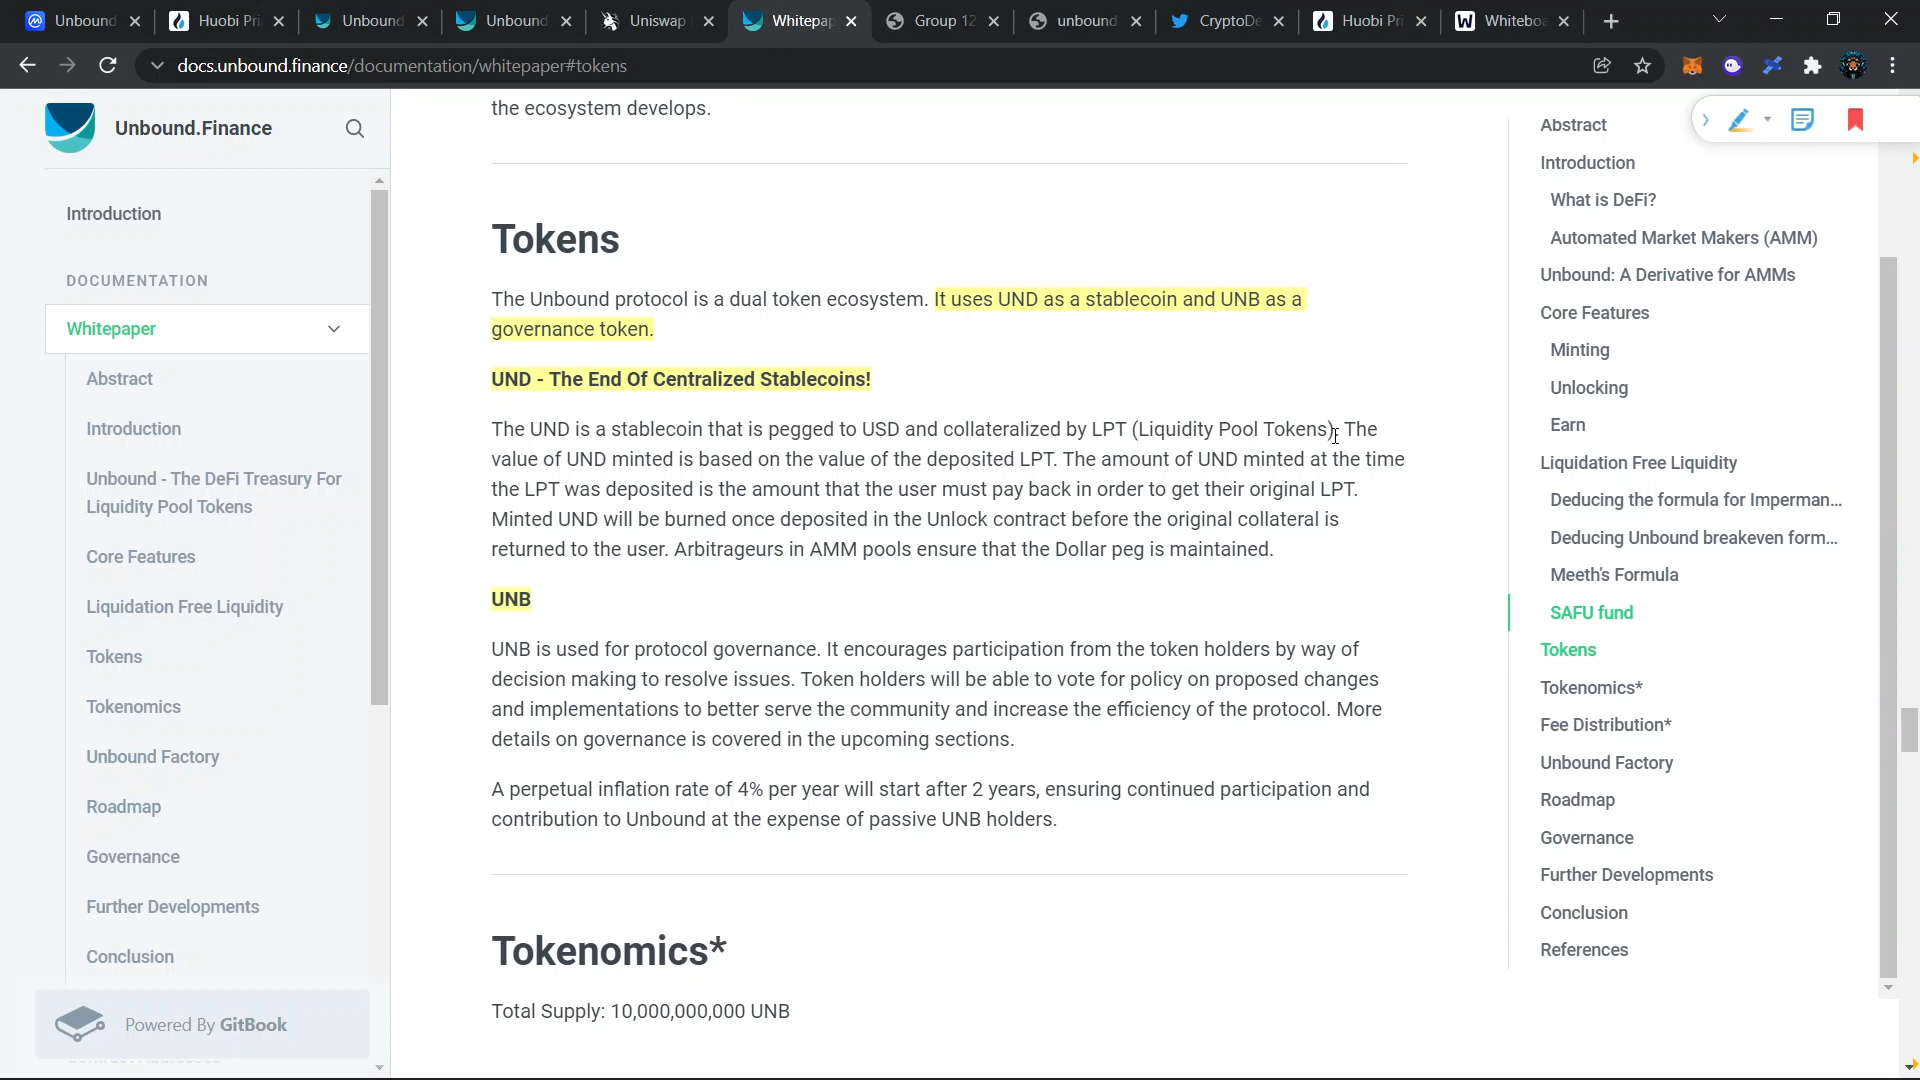 Unbound
Huobi Pri
Unbound
Unbound
Uniswap
Whitepap
Group 12
unbound
CryptoDe
Huobi Pri
Whiteboa
docs.unbound.finance/documentation/whitepaper#tokens
Unbound.Finance
Introduction
DOCUMENTATION
Whitepaper
Abstract
Introduction
Unbound - The DeFi Treasury For
Liquidity Pool Tokens
Core Features
Liquidation Free Liquidity
Tokens
Tokenomics
Unbound Factory
Roadmap
Governance
Further Developments
Conclusion
Powered By GitBook
the ecosystem develops.
Tokens
The Unbound protocol is a dual token ecosystem. It uses UND as a stablecoin and UNB as a
governance token.
UND - The End Of Centralized Stablecoins!
The UND is a stablecoin that is pegged to USD and collateralized by LPT (Liquidity Pool Tokens). The
value of UND minted is based on the value of the deposited LPT. The amount of UND minted at the time
the LPT was deposited is the amount that the user must pay back in order to get their original LPT.
Minted UND will be burned once deposited in the Unlock contract before the original collateral is
returned to the user. Arbitrageurs in AMM pools ensure that the Dollar peg is maintained.
UNB
UNB is used for protocol governance. It encourages participation from the token holders by way of
decision making to resolve issues. Token holders will be able to vote for policy on proposed changes
and implementations to better serve the community and increase the efficiency of the protocol. More
details on governance is covered in the upcoming sections.
A perpetual inflation rate of 4% per year will start after 2 years, ensuring continued participation and
contribution to Unbound at the expense of passive UNB holders.
Tokenomics*
Total Supply: 10,000,000,000 UNB
Abstract
Introduction
What is DeFi?
Automated Market Makers (AMM)
Unbound: A Derivative for AMMs
Core Features
Minting
Unlocking
Earn
Liquidation Free Liquidity
Deducing the formula for Imperman...
Deducing Unbound breakeven form...
Meeth's Formula
SAFU fund
Tokens
Tokenomics*
Fee Distribution*
Unbound Factory
Roadmap
Governance
Further Developments
Conclusion
References